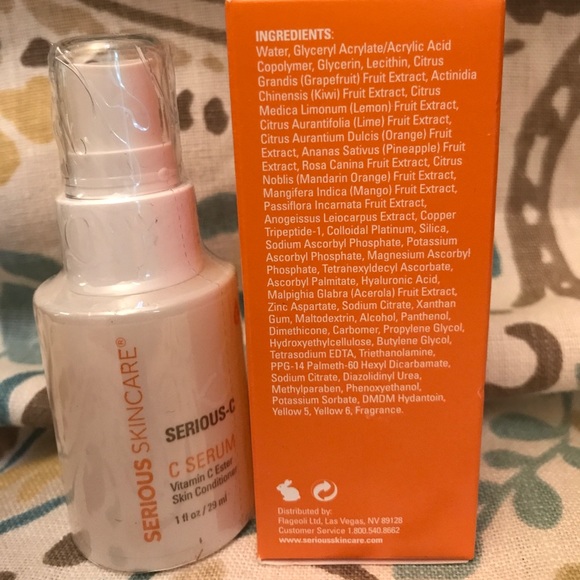 SERIOUS SKINCARE®
SERIOUS-C
C SERUM
Vitamin C Ester
Skin Conditioner
1 fl oz / 29 ml
INGREDIENTS:
Water, Glyceryl Acrylate/Acrylic Acid
Copolymer, Glycerin, Lecithin, Citrus
Grandis (Grapefruit) Fruit Extract, Actinidia
Chinensis (Kiwi) Fruit Extract, Citrus
Medica Limonum (Lemon) Fruit Extract,
Citrus Aurantifolia (Lime) Fruit Extract,
Citrus Aurantium Dulcis (Orange) Fruit
Extract, Ananas Sativus (Pineapple) Fruit
Extract, Rosa Canina Fruit Extract, Citrus
Noblis (Mandarin Orange) Fruit Extract,
Mangifera Indica (Mango) Fruit Extract,
Passiflora Incarnata Fruit Extract,
Anogeissus Leiocarpus Extract, Copper
Tripeptide-1, Colloidal Platinum, Silica,
Sodium Ascorbyl Phosphate, Potassium
Ascorbyl Phosphate, Magnesium Ascorbyl
Phosphate, Tetrahexyldecyl Ascorbate,
Ascorbyl Palmitate, Hyaluronic Acid,
Malpighia Glabra (Acerola) Fruit Extract,
Zinc Aspartate, Sodium Citrate, Xanthan
Gum, Maltodextrin, Alcohol, Panthenol,
Dimethicone, Carbomer, Propylene Glycol,
Hydroxyethylcellulose, Butylene Glycol,
Tetrasodium EDTA, Triethanolamine,
PPG-14 Palmeth-60 Hexyl Dicarbamate,
Sodium Citrate, Diazolidinyl Urea,
Methylparaben, Phenoxyethanol,
Potassium Sorbate, DMDM Hydantoin,
Yellow 5, Yellow 6, Fragrance.
Distributed by:
Flageoli Ltd, Las Vegas, NV 89128
Customer Service 1.800.540.8662
www.seriousskincare.com